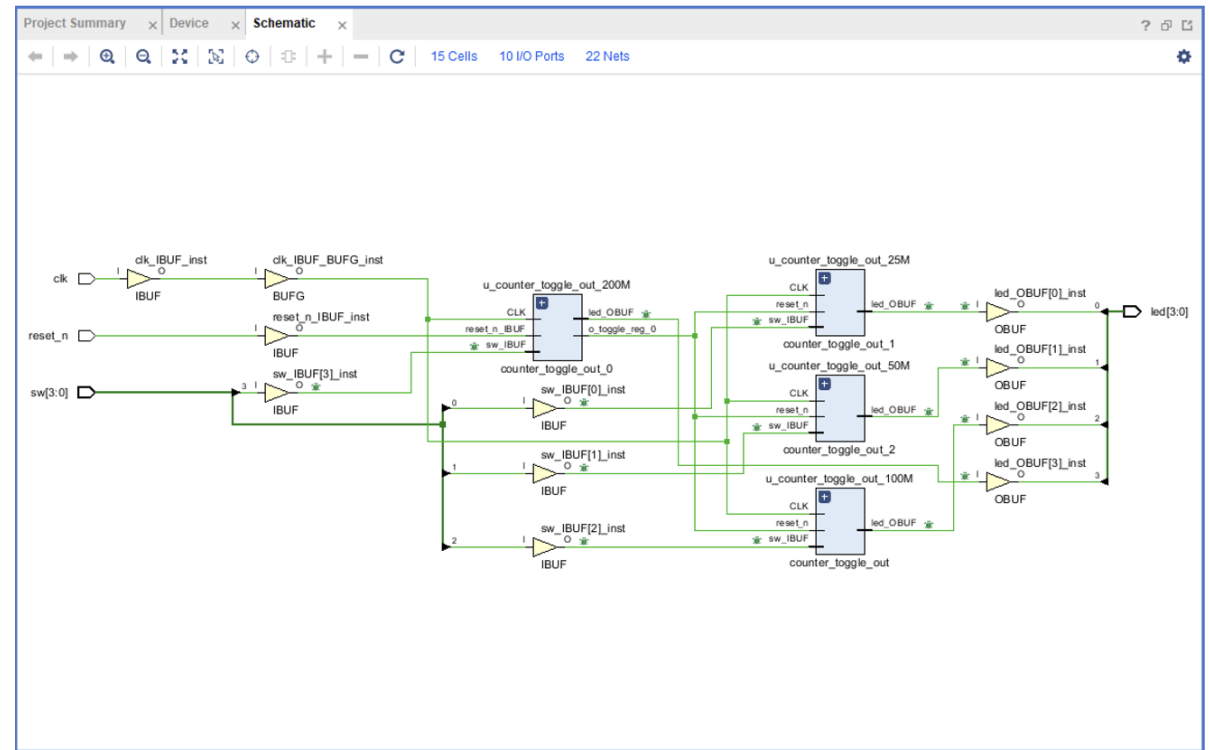 Project Summary × Device × Schematic × ?
15 Cells 10 I/O Ports 22 Nets
clk
I
clk_IBUF_inst
O
IBUF
I
clk_IBUF_BUFG_inst
O
BUFG
reset_n
I
reset_n_IBUF_inst
O
IBUF
sw[3:0]
3
I
sw_IBUF[3]_inst
O
IBUF
u_counter_toggle_out_200M
CLK
reset_n_IBUF
sw_IBUF
led_OBUF
o_toggle_reg_0
counter_toggle_out_0
0
I
sw_IBUF[0]_inst
O
IBUF
1
I
sw_IBUF[1]_inst
O
IBUF
2
I
sw_IBUF[2]_inst
O
IBUF
u_counter_toggle_out_25M
CLK
reset_n
sw_IBUF
led_OBUF
counter_toggle_out_1
u_counter_toggle_out_50M
CLK
reset_n
sw_IBUF
led_OBUF
counter_toggle_out_2
u_counter_toggle_out_100M
CLK
reset_n
sw_IBUF
led_OBUF
counter_toggle_out
led_OBUF[0]_inst
I
O
0
OBUF
led_OBUF[1]_inst
I
O
1
OBUF
led_OBUF[2]_inst
I
O
2
OBUF
led_OBUF[3]_inst
I
O
3
OBUF
led[3:0]